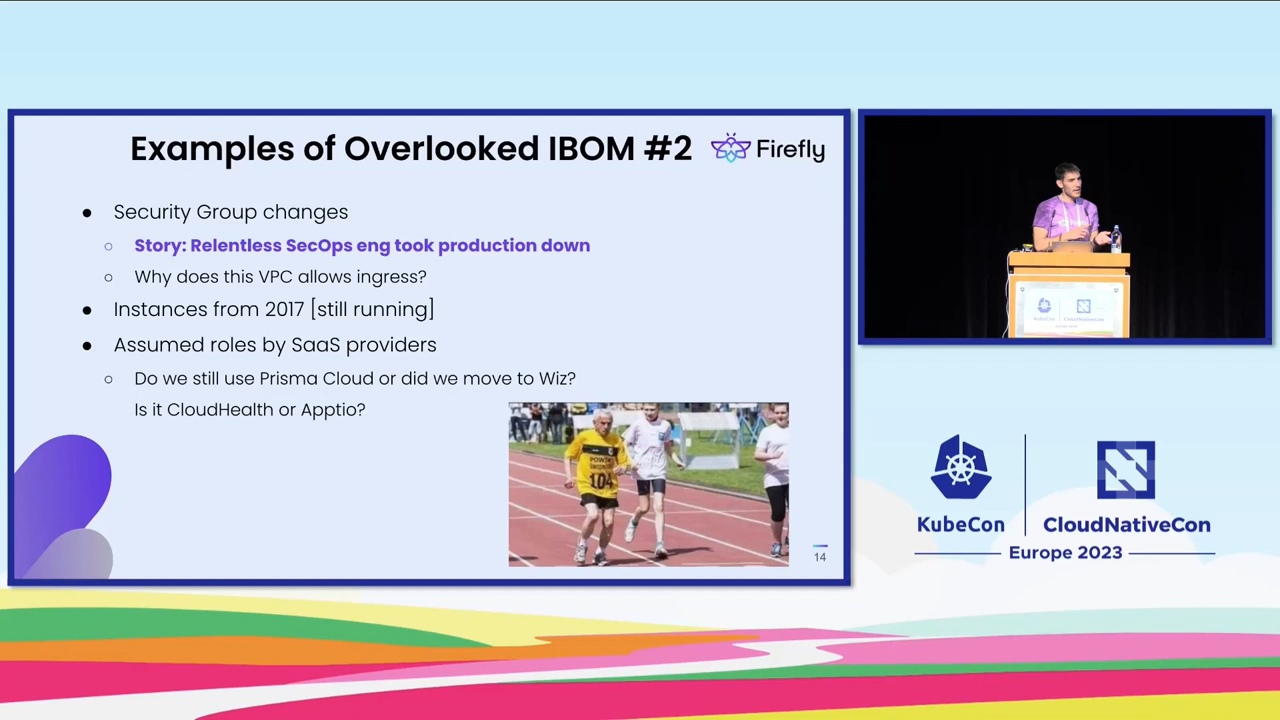 Examples of Overlooked IBOM #2
Firefly
● Security Group changes
○ Story: Relentless SecOps eng took production down
○ Why does this VPC allows ingress?
● Instances from 2017 [still running]
● Assumed roles by SaaS providers
○ Do we still use Prisma Cloud or did we move to Wiz?
Is it CloudHealth or Apptio?
104
14
KubeCon
CloudNativeCon
KubeCon
CloudNativeCon
Europe 2023